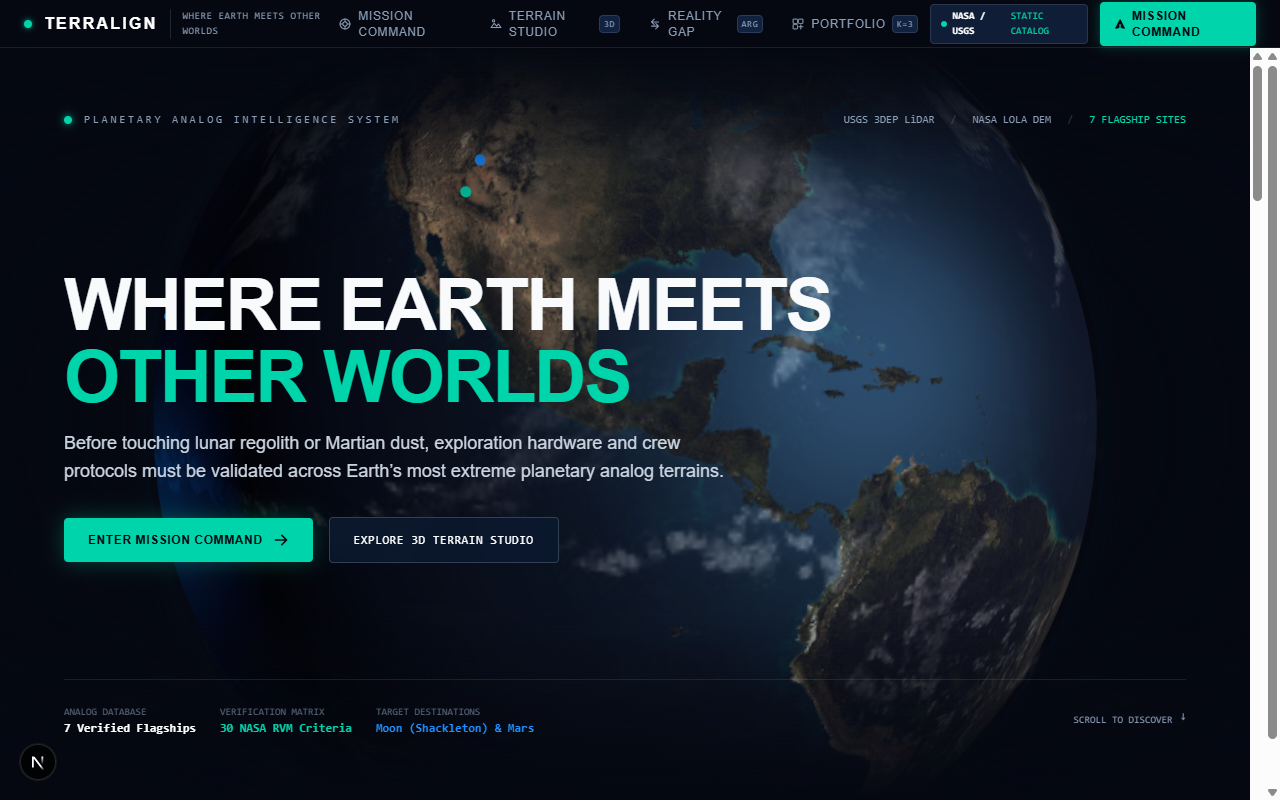 TERRALIGN
WHERE EARTH MEETS OTHER
WORLDS
MISSION
COMMAND
TERRAIN
STUDIO
3D
REALITY
GAP
ARG
PORTFOLIO
K=3
NASA /
USGS
STATIC
CATALOG
MISSION
COMMAND
PLANETARY ANALOG INTELLIGENCE SYSTEM
USGS 3DEP LiDAR / NASA LOLA DEM / 7 FLAGSHIP SITES
WHERE EARTH MEETS
OTHER WORLDS
Before touching lunar regolith or Martian dust, exploration hardware and crew
protocols must be validated across Earth’s most extreme planetary analog terrains.
ENTER MISSION COMMAND →
EXPLORE 3D TERRAIN STUDIO
ANALOG DATABASE
7 Verified Flagships
VERIFICATION MATRIX
30 NASA RVM Criteria
TARGET DESTINATIONS
Moon (Shackleton) & Mars
SCROLL TO DISCOVER ↓
N